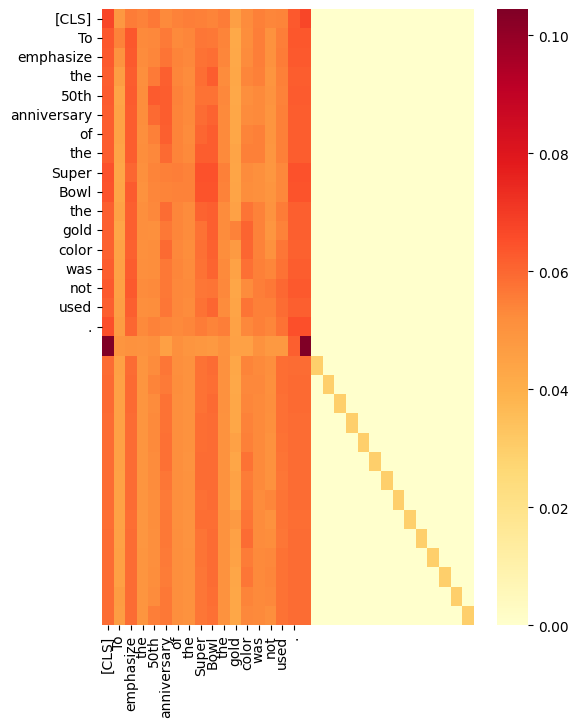 [CLS]
To
emphasize
the
50th
anniversary
of
the
Super
Bowl
the
gold
color
was
not
used
.
0.10
0.08
0.06
0.04
0.02
0.00
[CLS]
To
emphasize
the
50th
anniversary
of
the
Super
Bowl
the
gold
color
was
not
used
.